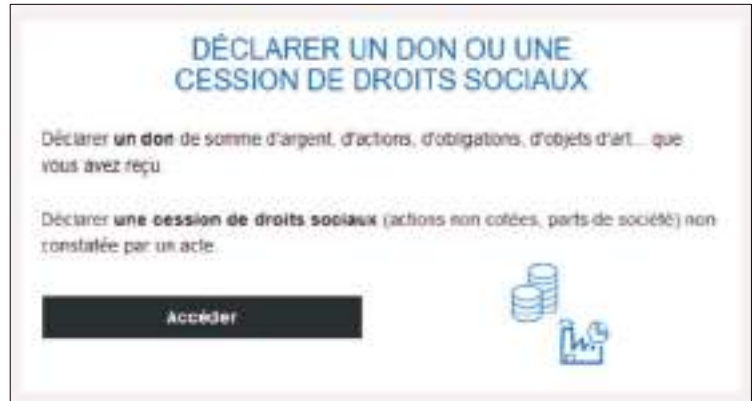 DÉCLARER UN DON OU UNE
CESSION DE DROITS SOCIAUX
Déclarer un don de somme d'argent, d'actions, d'obligations, d'objets d'art... que
vous avez reçu.
Déclarer une cession de droits sociaux (actions non cotées, parts de société) non
constatée par un acte.
Accéder